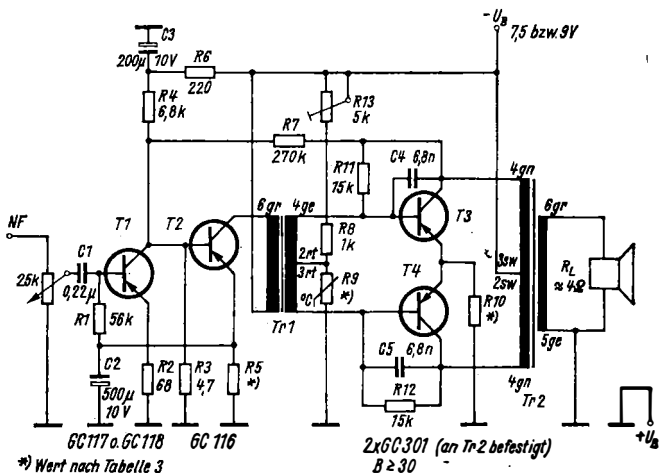 -U_B
7,5 bzw. 9V
C3
200µ 10V
R6
220
R4
6,8k
R13
5k
R7
270k
R11
15k
C4 6,8n
4gn
6gr
T3
NF
T1
T2
6gr
4ge
R8
1k
2rt
3rt
3sw
2sw
R_L
≈4Ω
25k
C1
0,22µ
R9
*)
°C
T4
R10
*)
R1
56k
Tr1
5ge
C5 6,8n
C2
500µ
10V
R2
68
R3
4,7
R5
*)
R12
15k
4gn
Tr2
GC117 o. GC118
GC 116
2xGC301 (an Tr2 befestigt)
B ≥ 30
+U_B
*) Wert nach Tabelle 3